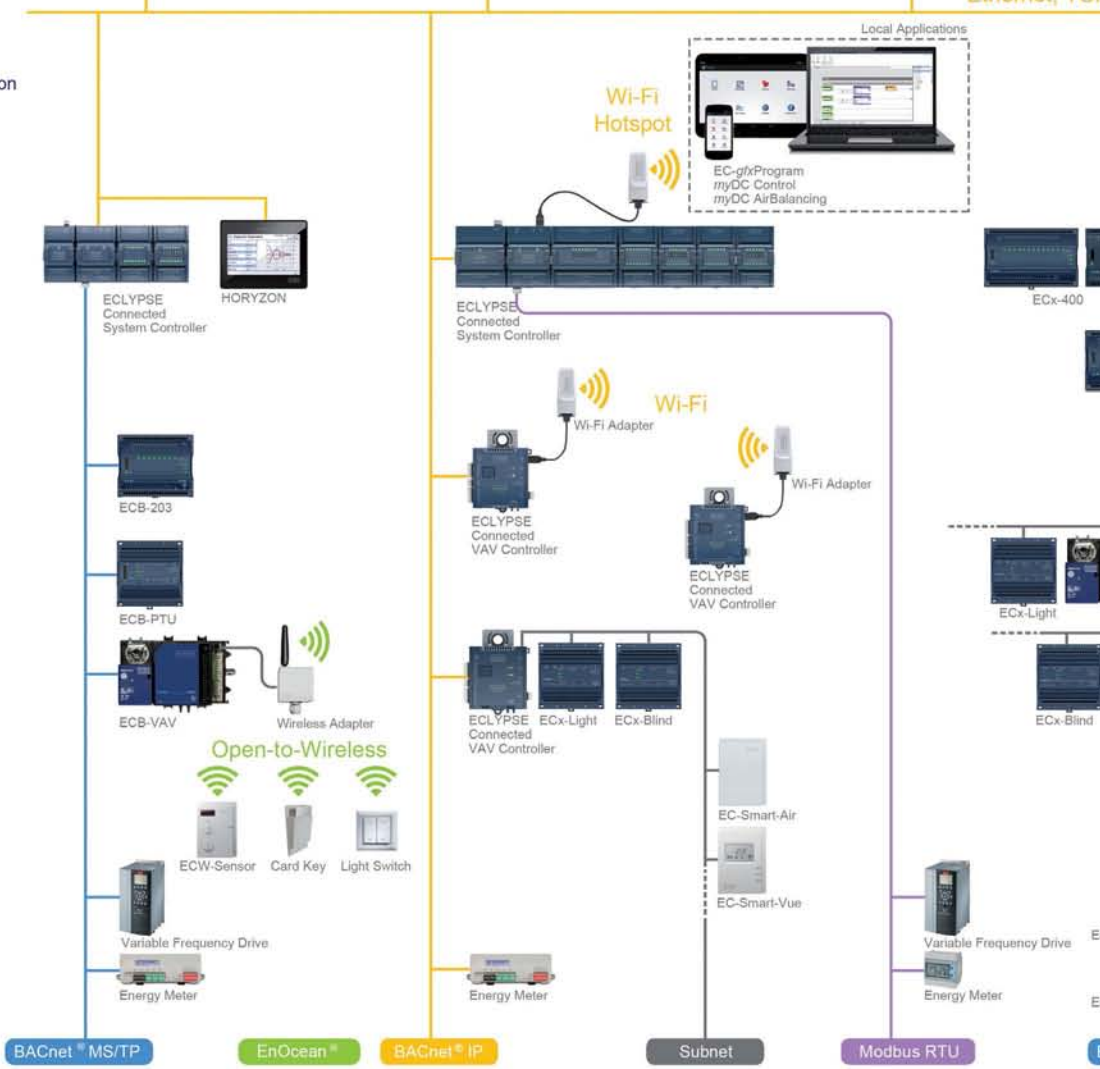 Local Applications
on
Wi-Fi
Hotspot
EC-gfxProgram
myDC Control
myDC AirBalancing
ECLYPSE
Connected
System Controller
HORYZON
ECLYPSE
Connected
System Controller
ECx-400
Wi-Fi
Wi-Fi Adapter
Wi-Fi Adapter
ECB-203
ECLYPSE
Connected
VAV Controller
ECLYPSE
Connected
VAV Controller
ECB-PTU
ECx-Light
ECB-VAV
Wireless Adapter
ECLYPSE
Connected
VAV Controller
ECx-Light
ECx-Blind
ECx-Blind
Open-to-Wireless
ECW-Sensor
Card Key
Light Switch
EC-Smart-Air
EC-Smart-Vue
Variable Frequency Drive
Variable Frequency Drive
Energy Meter
Energy Meter
Energy Meter
BACnet® MS/TP
EnOcean®
BACnet® IP
Subnet
Modbus RTU